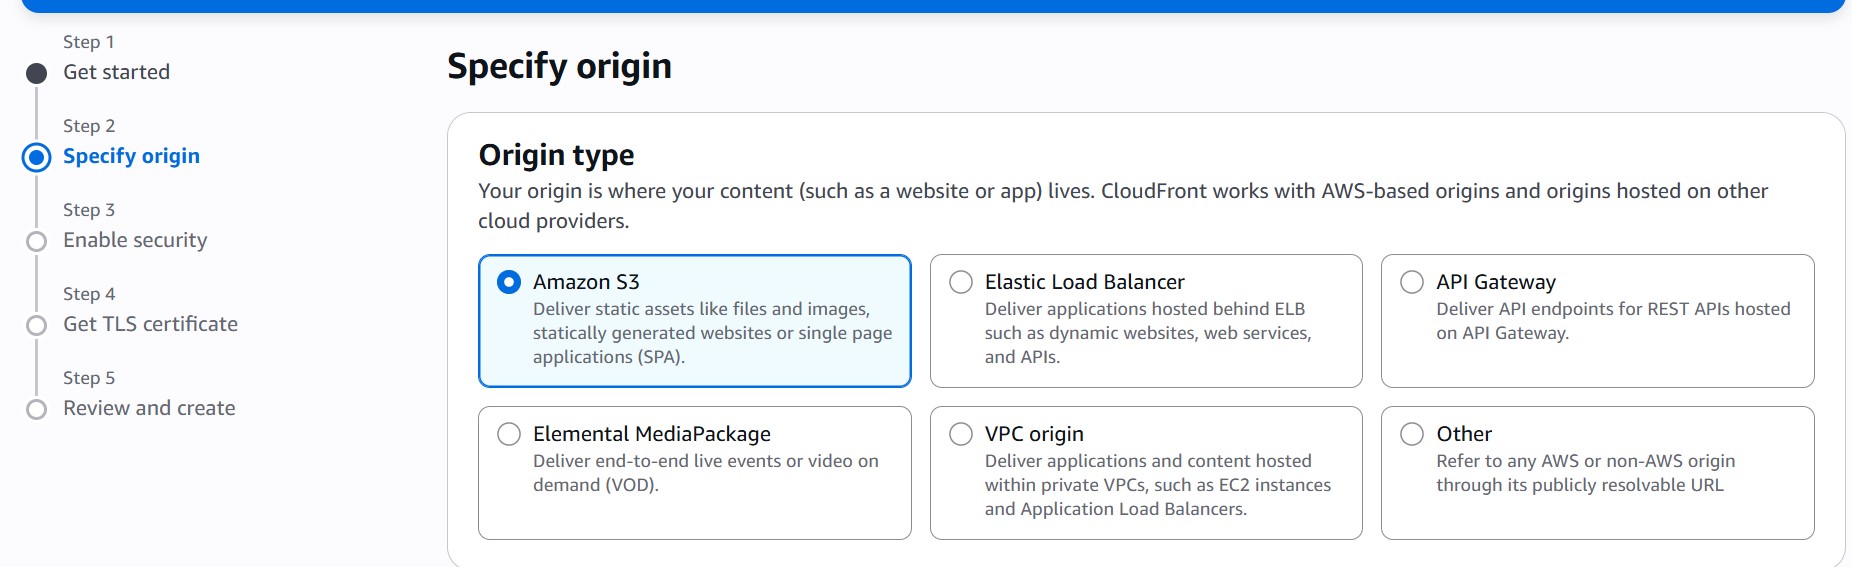 Step 1
Get started
Step 2
Specify origin
Step 3
Enable security
Step 4
Get TLS certificate
Step 5
Review and create
Specify origin
Origin type
Your origin is where your content (such as a website or app) lives. CloudFront works with AWS-based origins and origins hosted on other
cloud providers.
Amazon S3
Deliver static assets like files and images,
statically generated websites or single page
applications (SPA).
Elastic Load Balancer
Deliver applications hosted behind ELB
such as dynamic websites, web services,
and APIs.
API Gateway
Deliver API endpoints for REST APIs hosted
on API Gateway.
Elemental MediaPackage
Deliver end-to-end live events or video on
demand (VOD).
VPC origin
Deliver applications and content hosted
within private VPCs, such as EC2 instances
and Application Load Balancers.
Other
Refer to any AWS or non-AWS origin
through its publicly resolvable URL